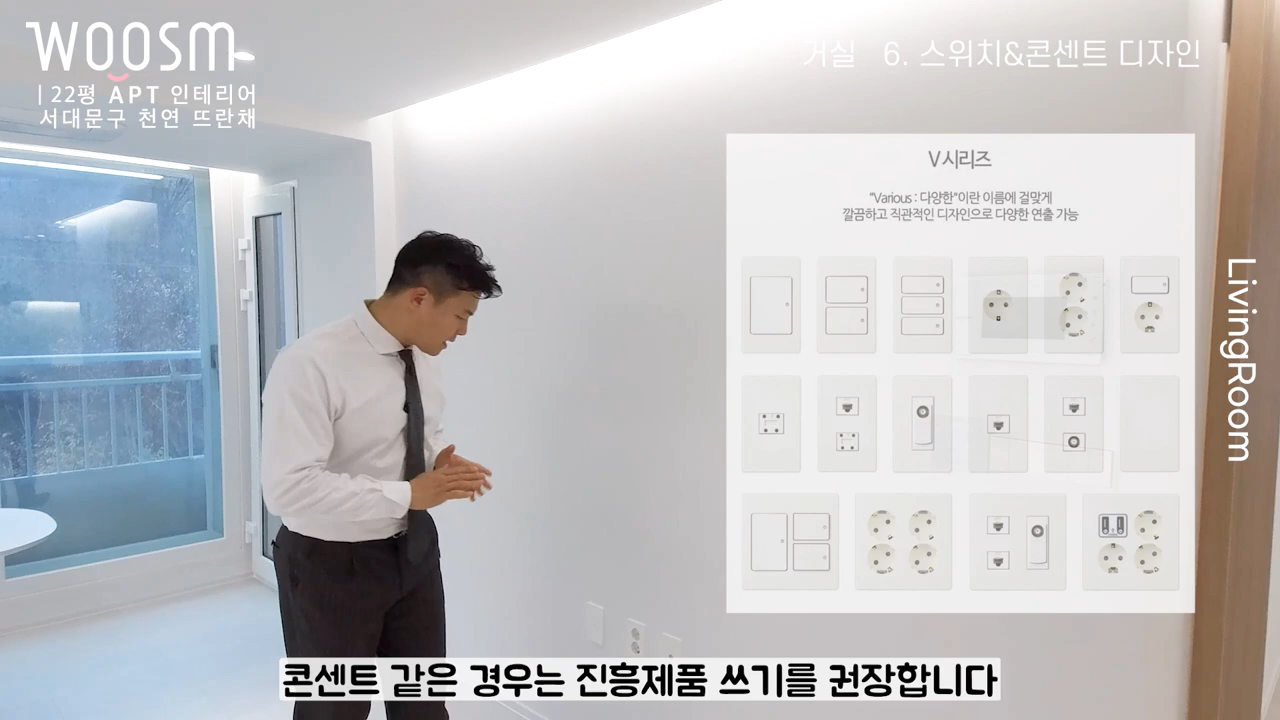 WOOSM
| 22평 APT 인테리어
서대문구 천연 뜨란채
거실 6. 스위치&콘센트 디자인
V시리즈
"Various : 다양한"이란 이름에 걸맞게
깔끔하고 직관적인 디자인으로 다양한 연출 가능
LivingRoom
콘센트 같은 경우는 진흥제품 쓰기를 권장합니다